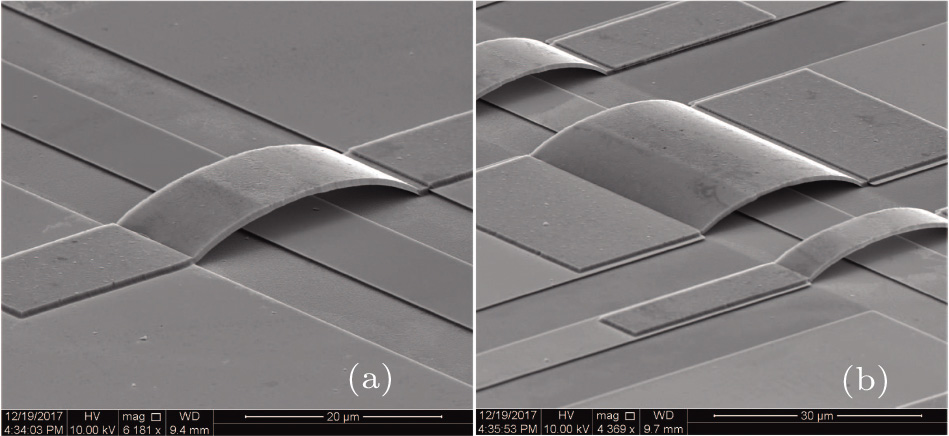 (a)
12/19/2017 HV mag WD 20 µm
4:34:03 PM 10.00 kV 6 181 x 9.4 mm
(b)
12/19/2017 HV mag WD 30 µm
4:35:53 PM 10.00 kV 4 369 x 9.7 mm